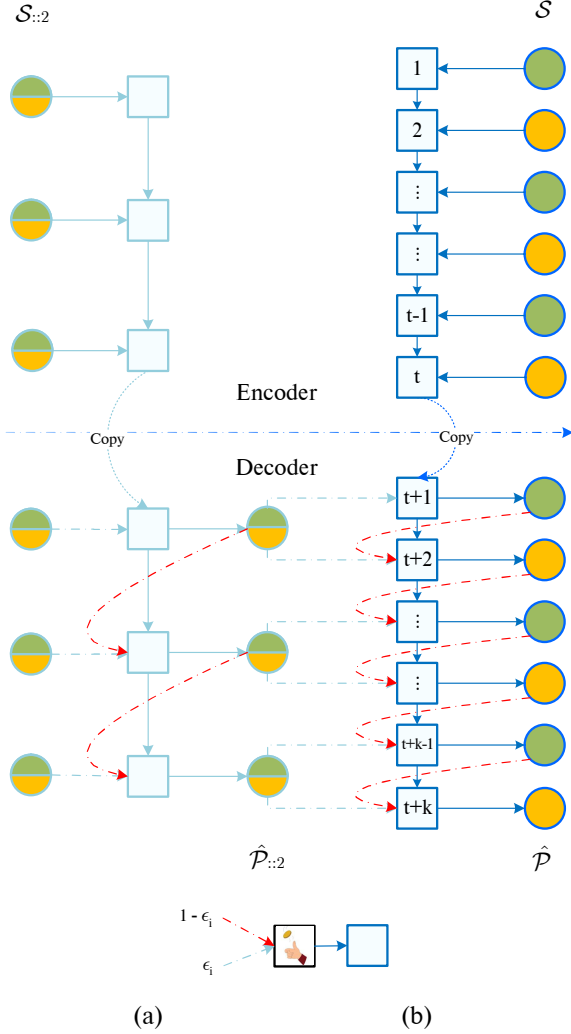 𝒮::2
𝒮
1
2
⋮
⋮
t-1
t
Encoder
Copy
Copy
Decoder
t+1
t+2
⋮
⋮
t+k-1
t+k
𝒫̂::2
𝒫̂
1 - ϵi
ϵi
(a)
(b)